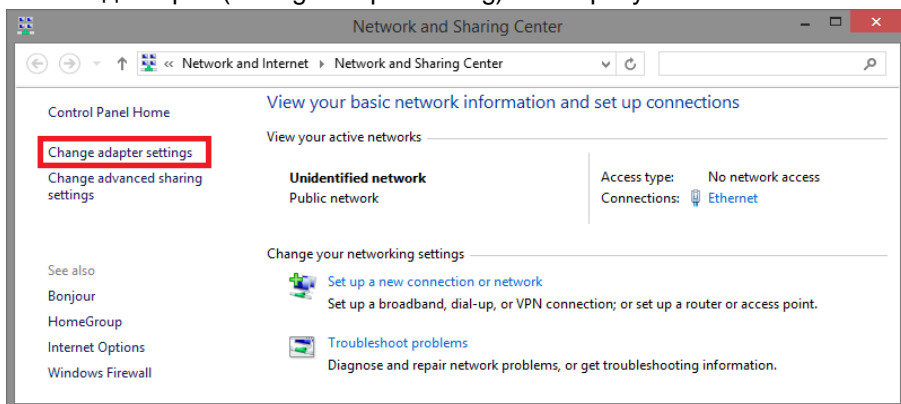 Network and Sharing Center
« Network and Internet ▸ Network and Sharing Center
Control Panel Home
Change adapter settings
Change advanced sharing
settings
See also
Bonjour
HomeGroup
Internet Options
Windows Firewall
View your basic network information and set up connections
View your active networks
Unidentified network
Public network
Access type: No network access
Connections: Ethernet
Change your networking settings
Set up a new connection or network
Set up a broadband, dial-up, or VPN connection; or set up a router or access point.
Troubleshoot problems
Diagnose and repair network problems, or get troubleshooting information.